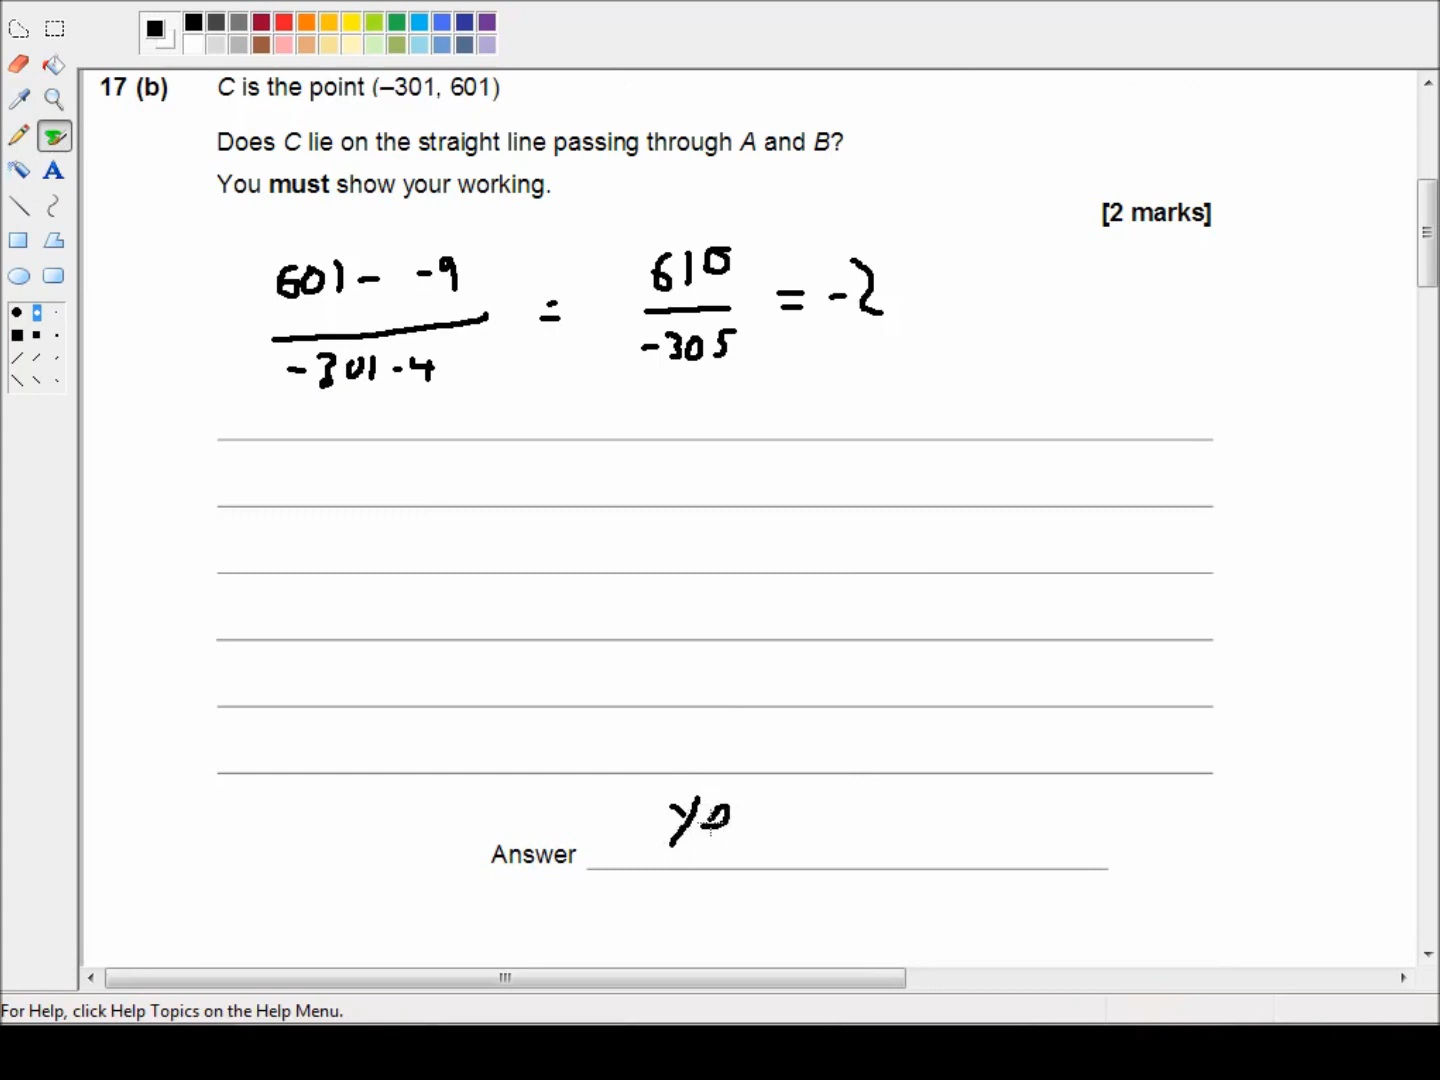 17 (b) C is the point (–301, 601)
Does C lie on the straight line passing through A and B?
You must show your working.
[2 marks]
601 - -9
-301 - 4
=
610
-305
= -2
Answer
For Help, click Help Topics on the Help Menu.